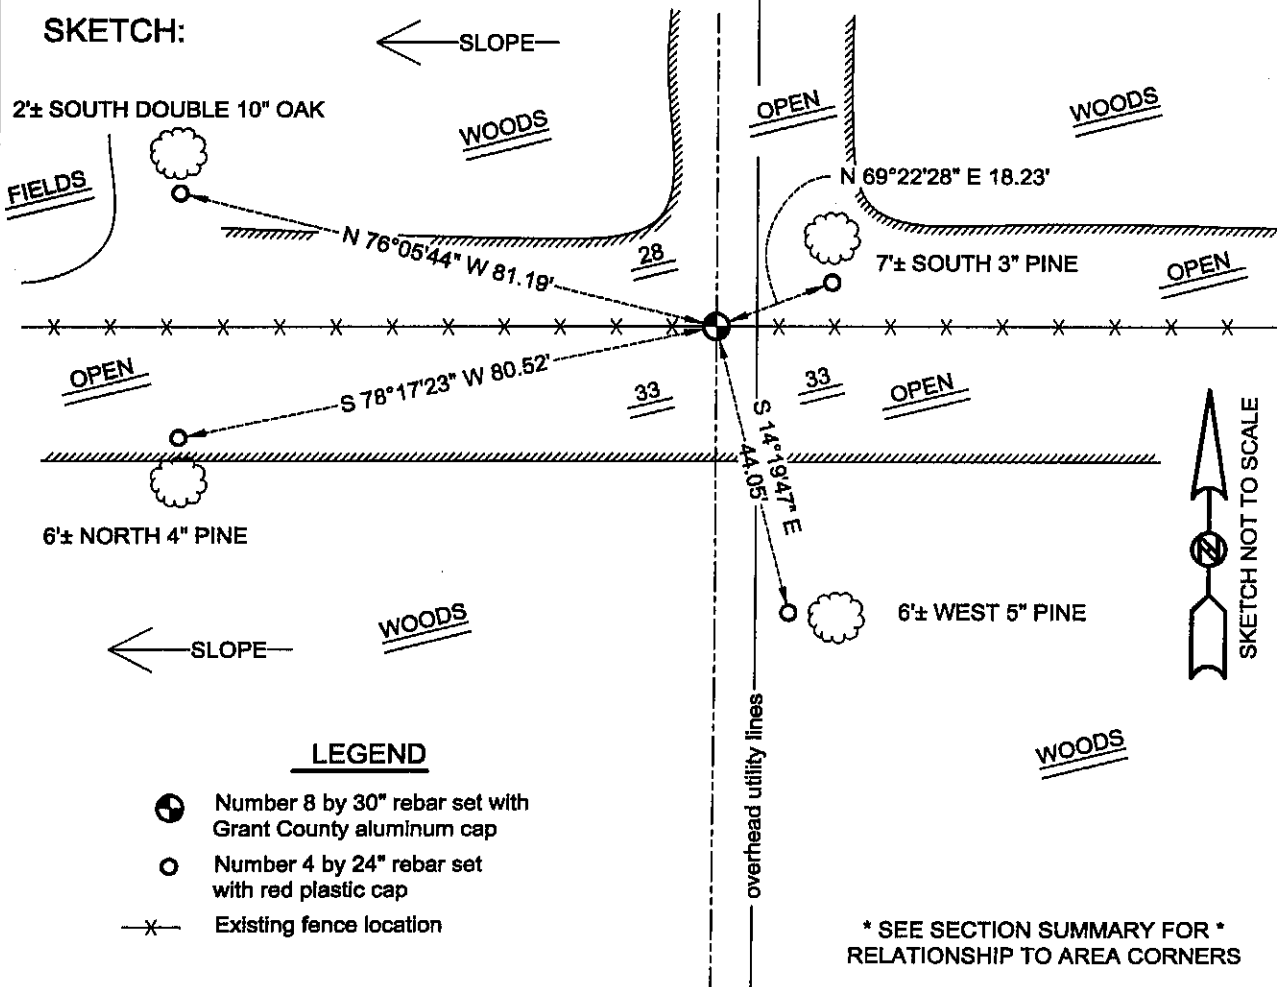 SKETCH:
SLOPE
2'± SOUTH DOUBLE 10" OAK
WOODS
OPEN
WOODS
FIELDS
N 69°22'28" E 18.23'
N 76°05'44" W 81.19'
28
7'± SOUTH 3" PINE
OPEN
OPEN
S 78°17'23" W 80.52'
33
33
OPEN
S 14°19'47" E
44.05'
6'± NORTH 4" PINE
SKETCH NOT TO SCALE
N
WOODS
6'± WEST 5" PINE
SLOPE
overhead utility lines
WOODS
LEGEND
Number 8 by 30" rebar set with
Grant County aluminum cap
Number 4 by 24" rebar set
with red plastic cap
Existing fence location
* SEE SECTION SUMMARY FOR *
RELATIONSHIP TO AREA CORNERS